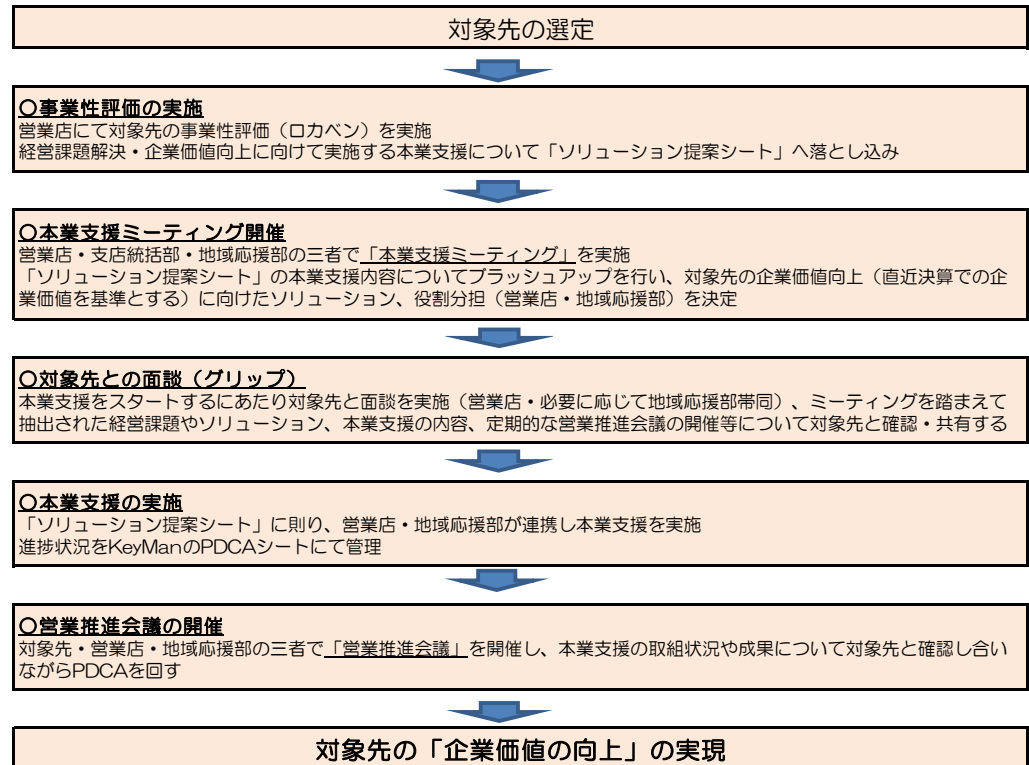 対象先の選定
〇事業性評価の実施
営業店にて対象先の事業性評価（ロカベン）を実施
経営課題解決・企業価値向上に向けて実施する本業支援について「ソリューション提案シート」へ落とし込み
〇本業支援ミーティング開催
営業店・支店統括部・地域応援部の三者で「本業支援ミーティング」を実施
「ソリューション提案シート」の本業支援内容についてブラッシュアップを行い、対象先の企業価値向上（直近決算での企
業価値を基準とする）に向けたソリューション、役割分担（営業店・地域応援部）を決定
〇対象先との面談（グリップ）
本業支援をスタートするにあたり対象先と面談を実施（営業店・必要に応じて地域応援部帯同）、ミーティングを踏まえて
抽出された経営課題やソリューション、本業支援の内容、定期的な営業推進会議の開催等について対象先と確認・共有する
〇本業支援の実施
「ソリューション提案シート」に則り、営業店・地域応援部が連携し本業支援を実施
進捗状況をKeyManのPDCAシートにて管理
〇営業推進会議の開催
対象先・営業店・地域応援部の三者で「営業推進会議」を開催し、本業支援の取組状況や成果について対象先と確認し合い
ながらPDCAを回す
対象先の「企業価値の向上」の実現